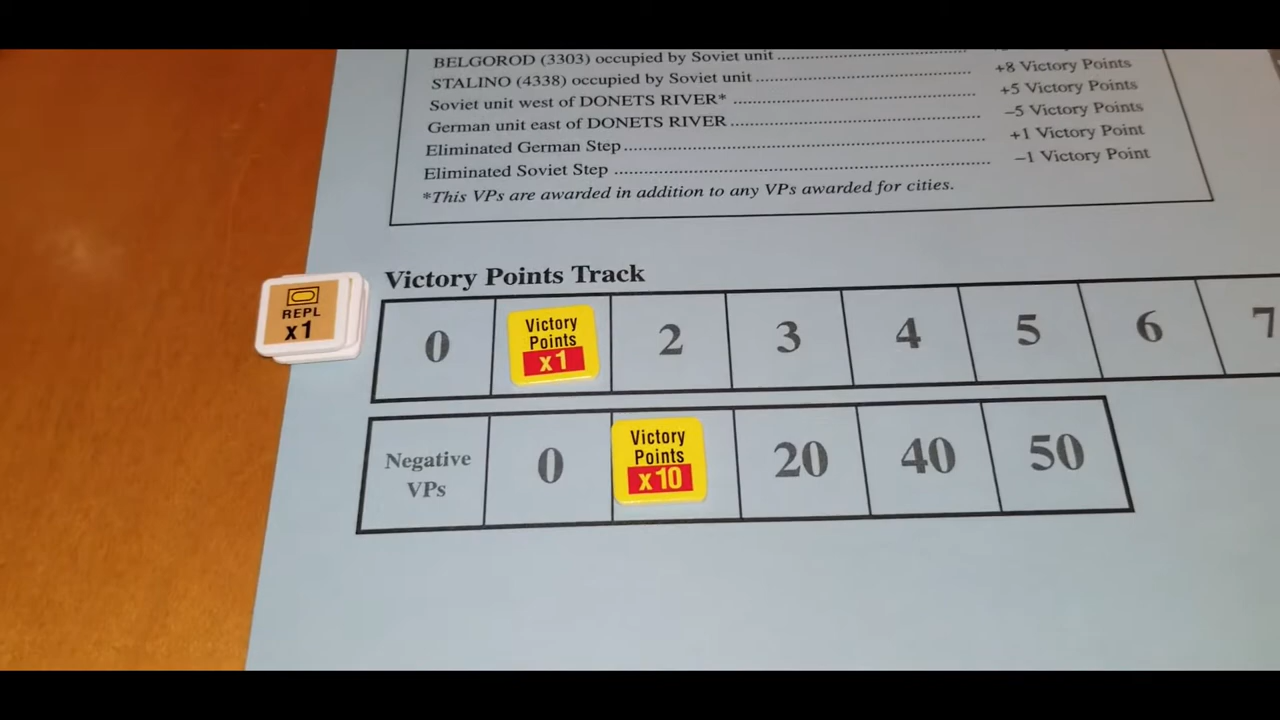 BELGOROD (3303) occupied by Soviet unit ..............................
STALINO (4338) occupied by Soviet unit .................................. +8 Victory Points
Soviet unit west of DONETS RIVER* ..................................... +5 Victory Points
German unit east of DONETS RIVER ...................................... –5 Victory Points
Eliminated German Step ........................................................ +1 Victory Point
Eliminated Soviet Step .......................................................... –1 Victory Point
*This VPs are awarded in addition to any VPs awarded for cities.
Victory Points Track
REPL
x1
0 Victory Points x1 2 3 4 5 6 7
Negative VPs 0 Victory Points x10 20 40 50